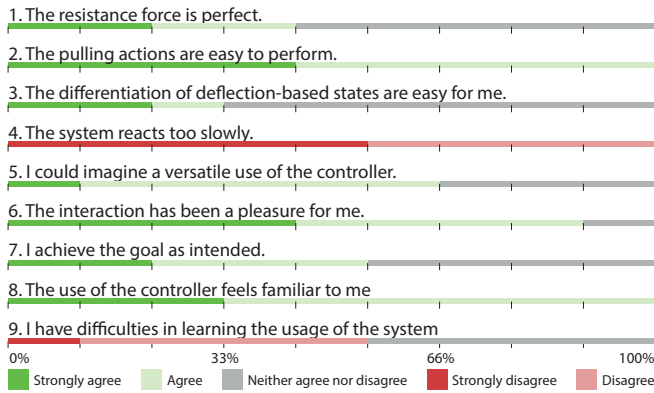 1. The resistance force is perfect.
2. The pulling actions are easy to perform.
3. The differentiation of deflection-based states are easy for me.
4. The system reacts too slowly.
5. I could imagine a versatile use of the controller.
6. The interaction has been a pleasure for me.
7. I achieve the goal as intended.
8. The use of the controller feels familiar to me
9. I have difficulties in learning the usage of the system
0% 33% 66% 100%
Strongly agree Agree Neither agree nor disagree Strongly disagree Disagree